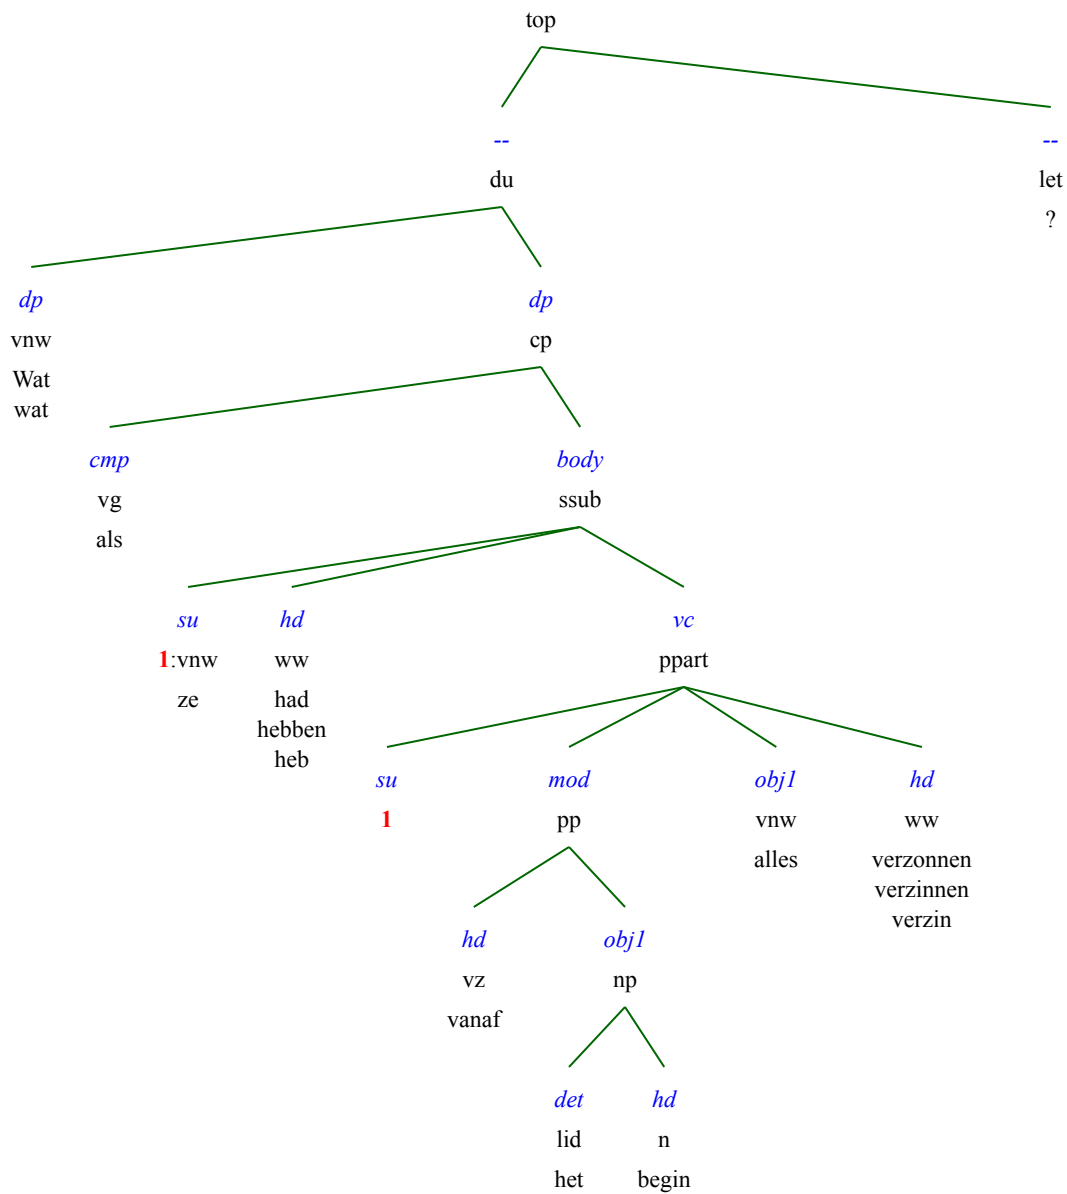 top
-- --
du let
?
dp dp
vnw cp
Wat
wat
cmp body
vg ssub
als
su hd vc
1:vnw ww ppart
ze had
hebben
heb
su mod obj1 hd
1 pp vnw ww
alles verzonnen
verzinnen
verzin
hd obj1
vz np
vanaf
det hd
lid n
het begin